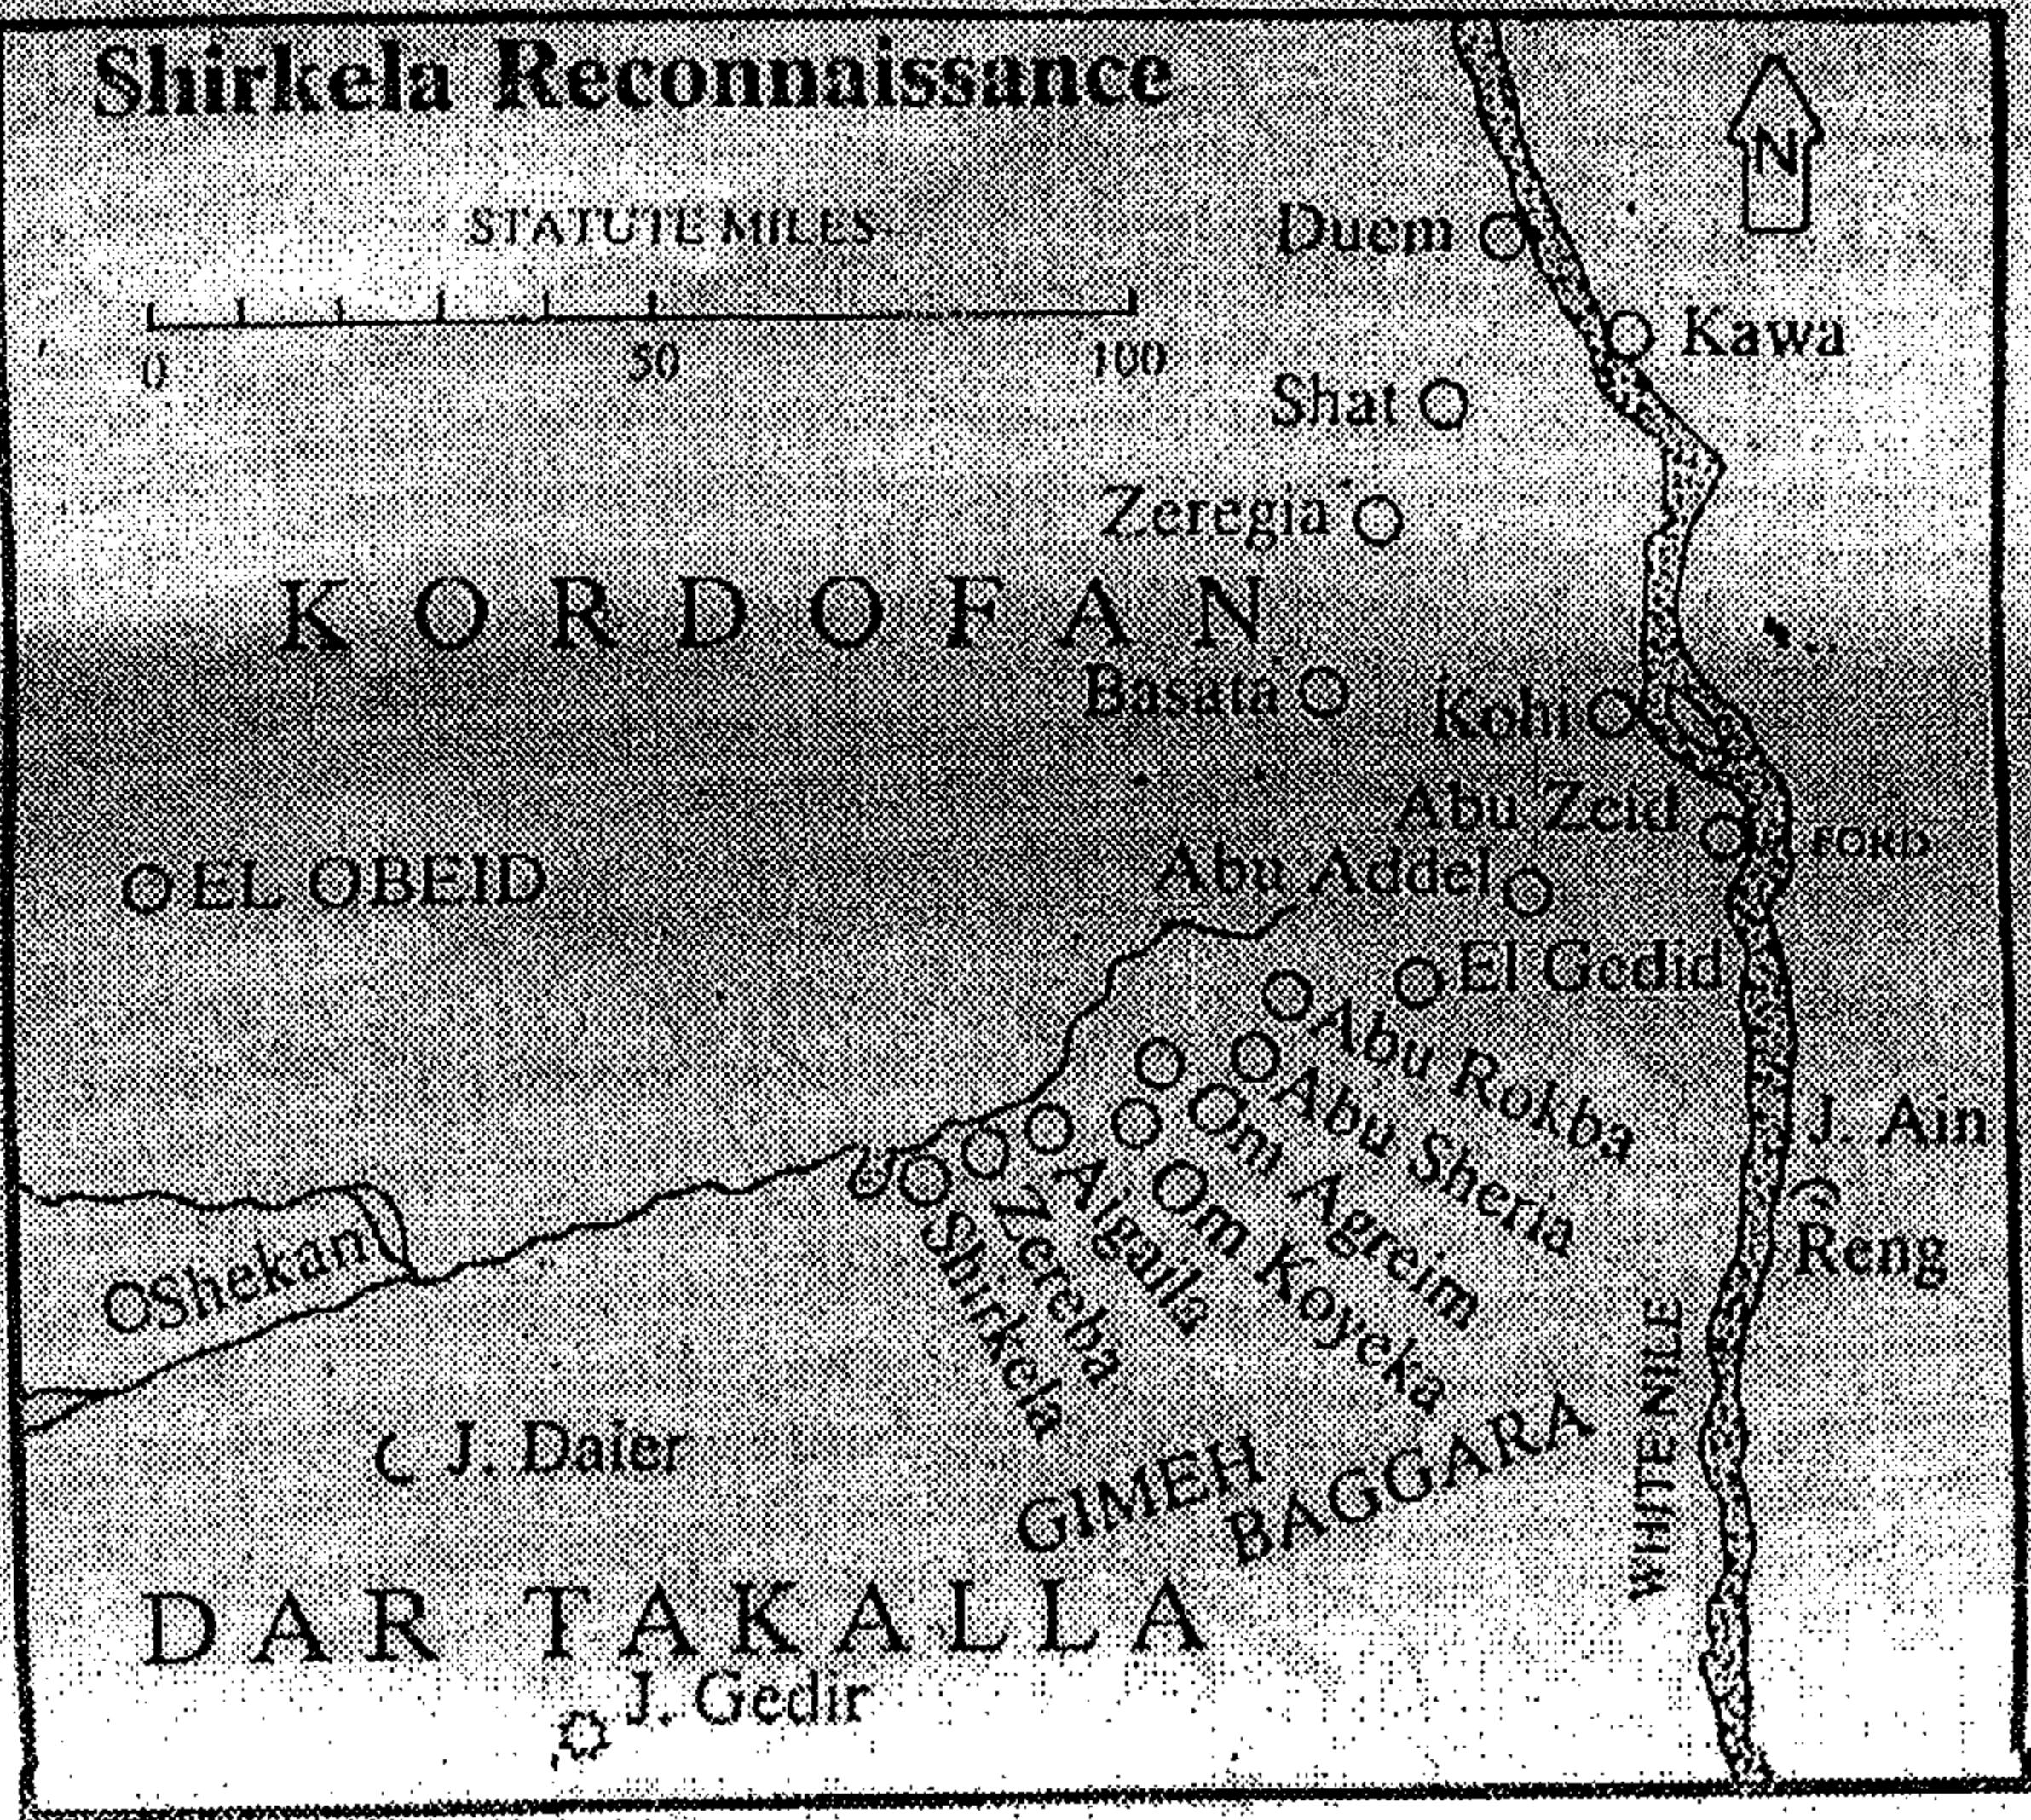 Shirkela Reconnaissance
N
STATUTE MILES
0 50 100
Duem
Kawa
Shat
Zeregia
KORDOFAN
Basata
Kohi
Abu Zeid
FORD
EL OBEID
Abu Addel
El Gedid
Abu Rokba
Abu Sheria
Om Agreim
Om Koyeka
Aigaila
Zereba
Shirkela
J. Ain
Reng
Shekan
WHITE NILE
J. Daier
GIMEH
BAGGARA
DAR TAKALLA
J. Gedir